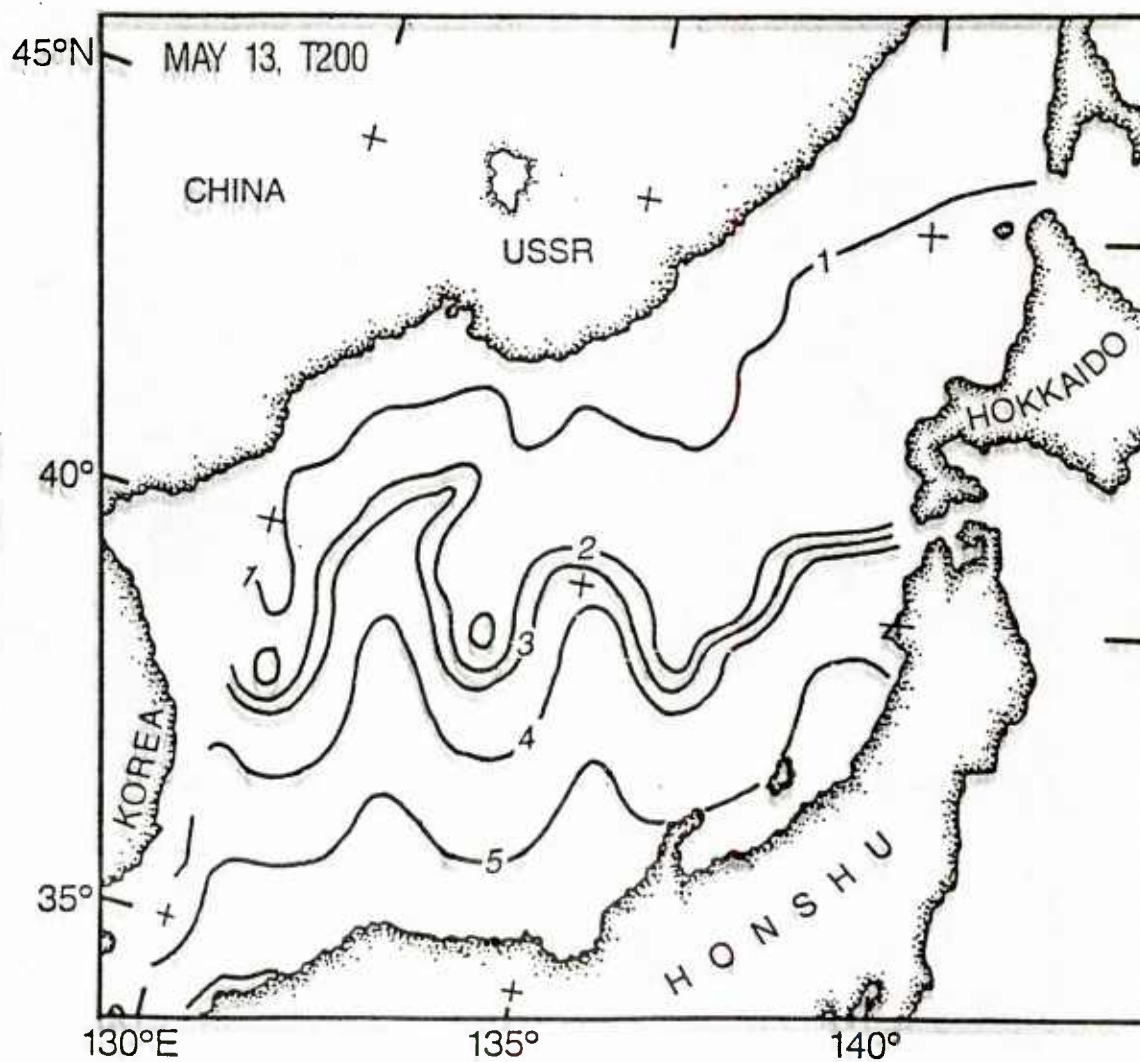 45°N
MAY 13, T200
CHINA
USSR
1
HOKKAIDO
40°
2
1
3
KOREA
4
5
35°
HONSHU
130°E
135°
140°